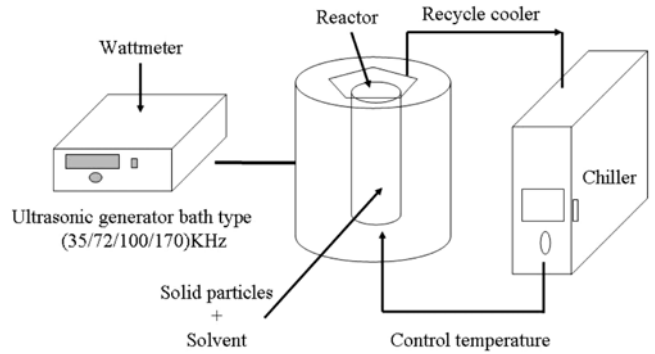 Reactor
Recycle cooler
Wattmeter
Chiller
Ultrasonic generator bath type
(35/72/100/170)KHz
Solid particles
+
Solvent
Control temperature